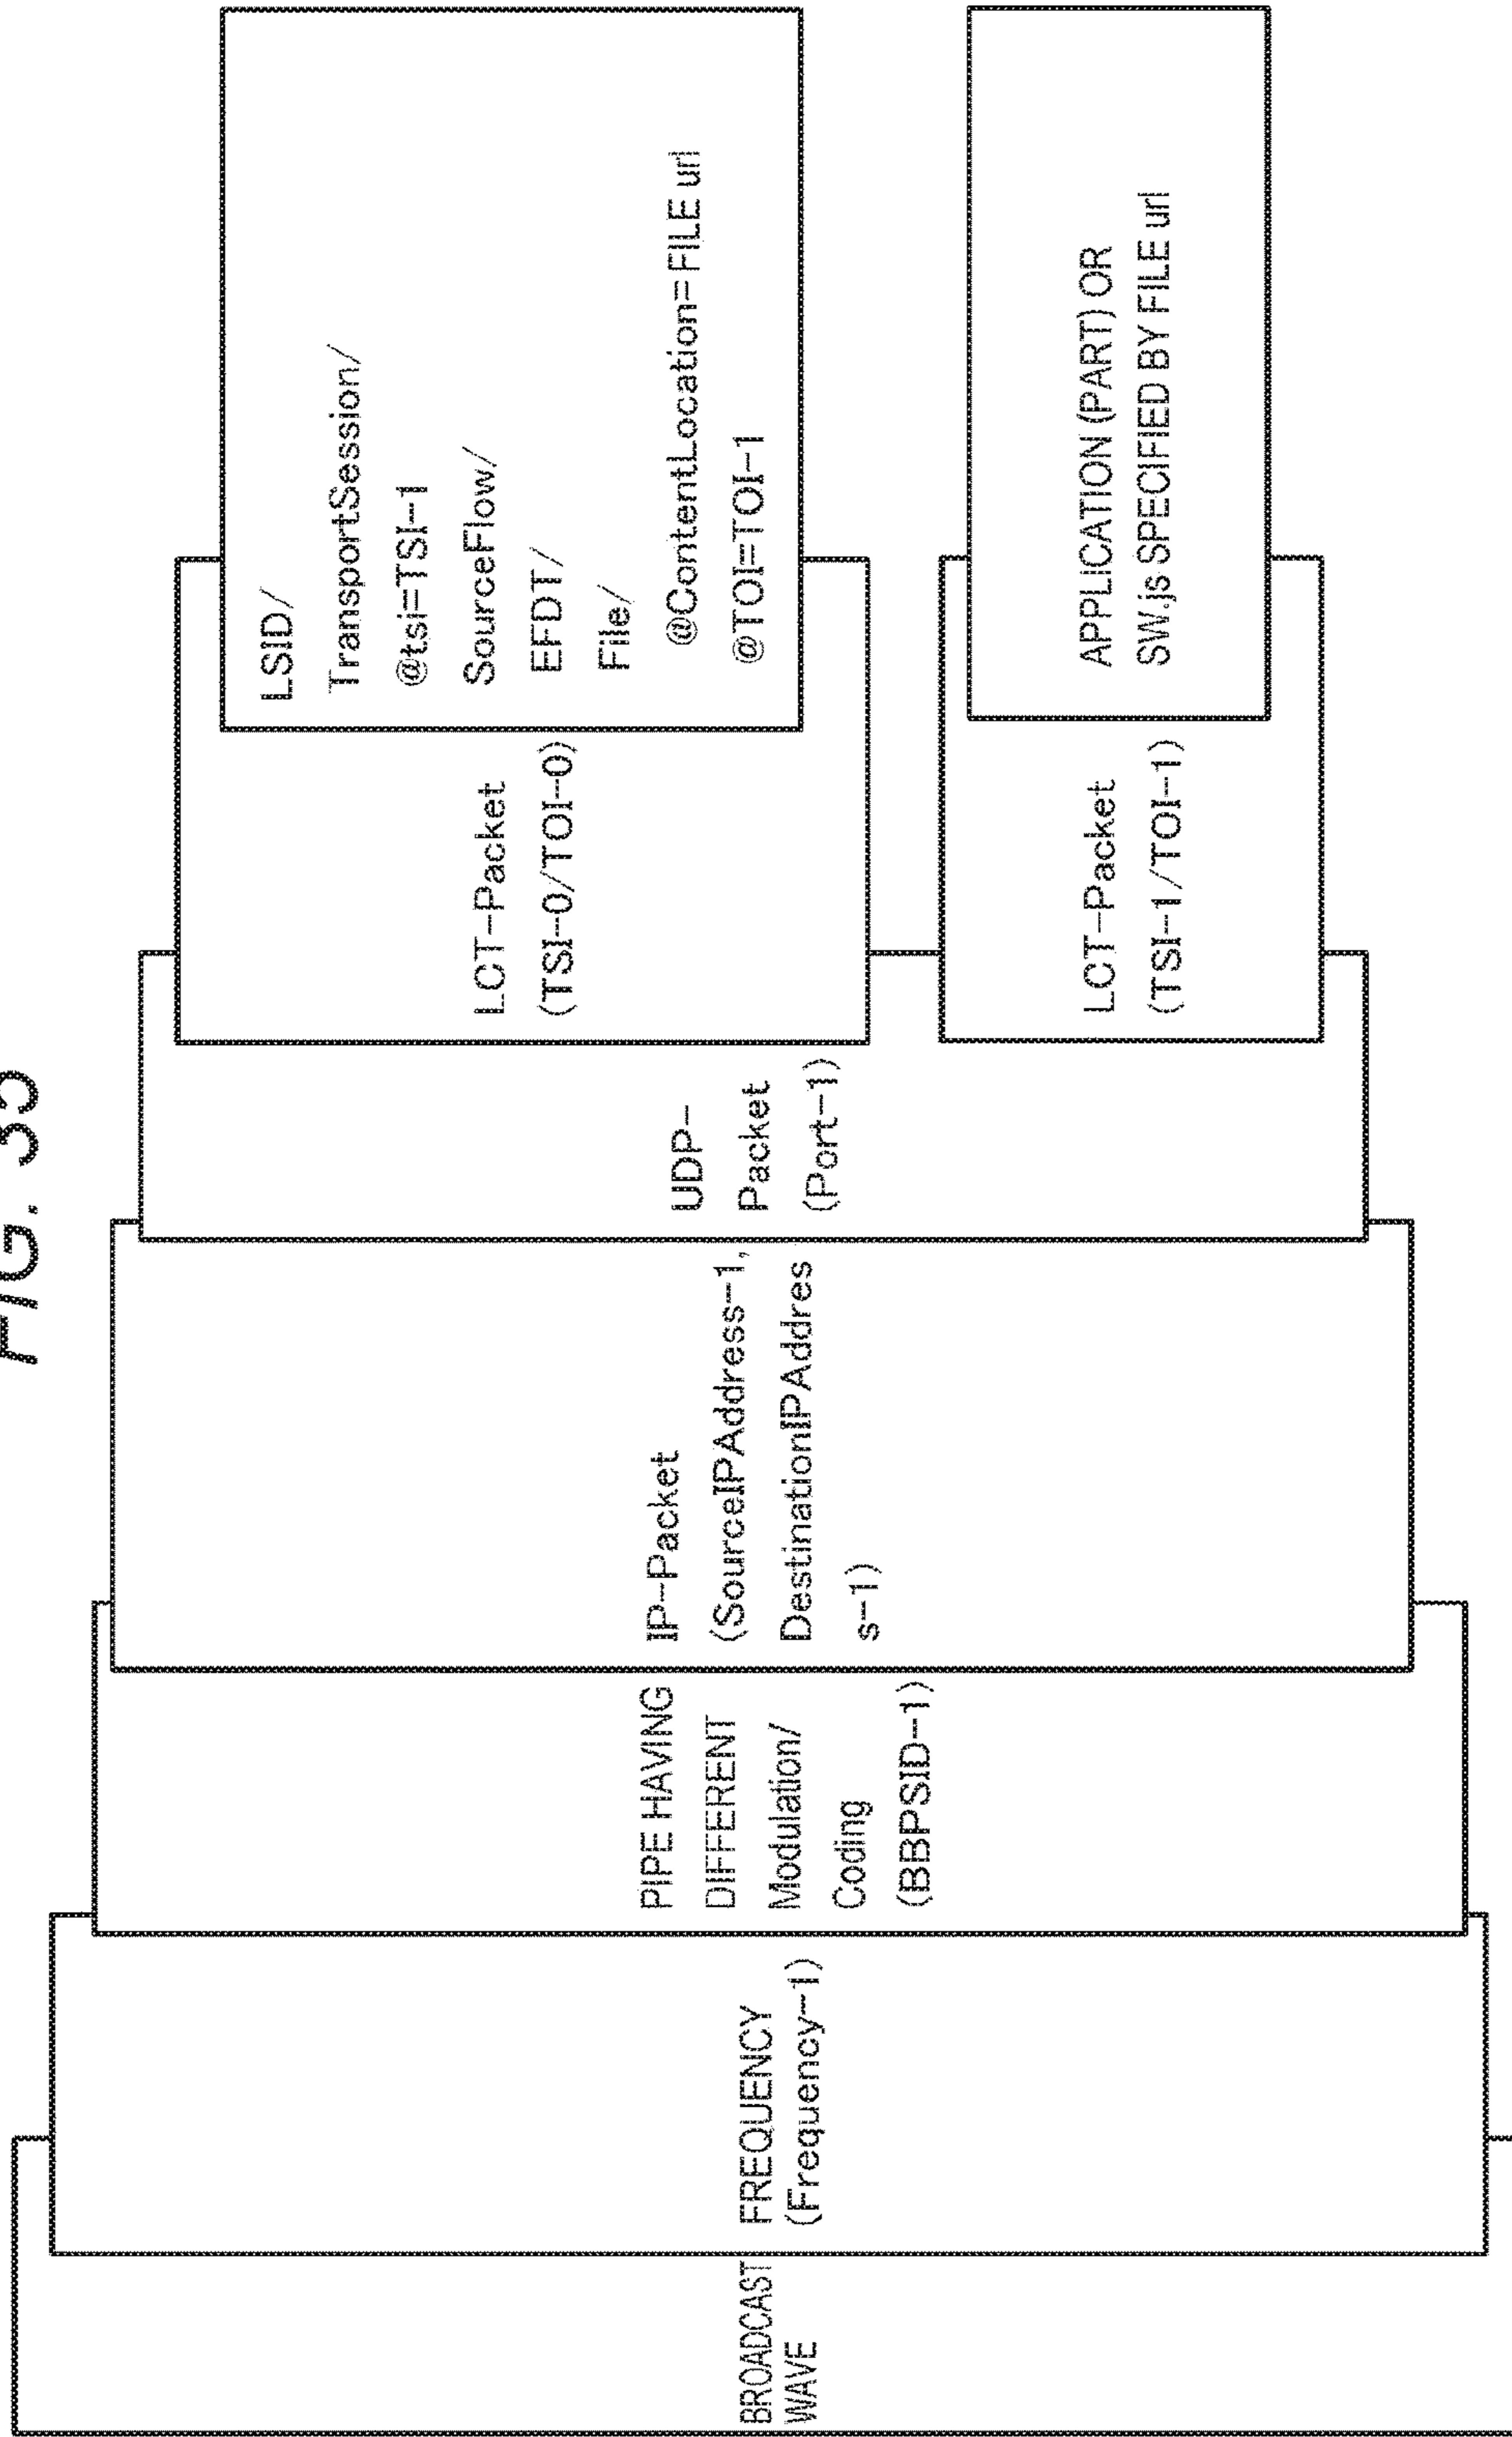 FIG. 35
BROADCAST
WAVE
FREQUENCY
(Frequency-1)
PIPE HAVING
DIFFERENT
Modulation/
Coding
(BBPSID-1)
IP-Packet
(SourceIPAddress-1,
DestinationIPAddres
s-1)
UDP-
Packet
(Port-1)
LCT-Packet
(TSI-0/TOI-0)
LSID/
TransportSession/
@tsi=TSI-1
SourceFlow/
EFDT/
File/
@ContentLocation=FILE url
@TOI=TOI-1
LCT-Packet
(TSI-1/TOI-1)
APPLICATION (PART) OR
SW.js SPECIFIED BY FILE url